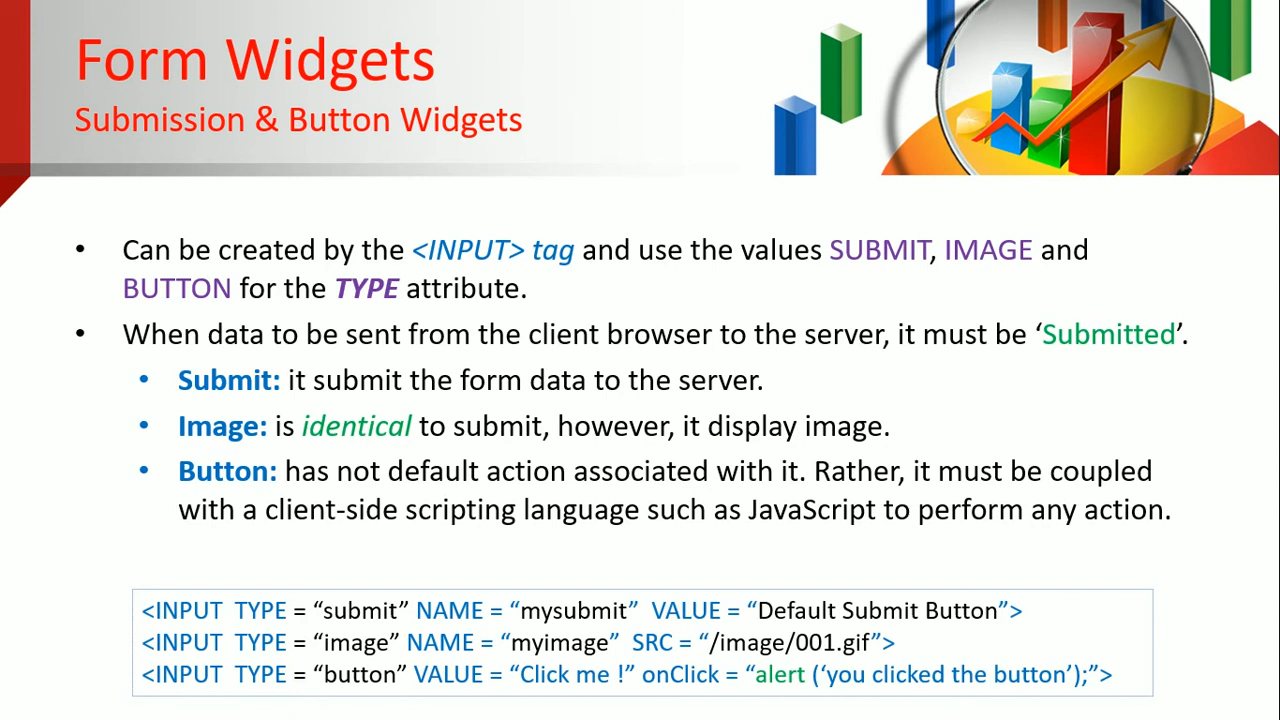 Form Widgets
Submission & Button Widgets
• Can be created by the <INPUT> tag and use the values SUBMIT, IMAGE and
BUTTON for the TYPE attribute.
• When data to be sent from the client browser to the server, it must be ‘Submitted’.
• Submit: it submit the form data to the server.
• Image: is identical to submit, however, it display image.
• Button: has not default action associated with it. Rather, it must be coupled
with a client-side scripting language such as JavaScript to perform any action.
<INPUT TYPE = “submit” NAME = “mysubmit” VALUE = “Default Submit Button”>
<INPUT TYPE = “image” NAME = “myimage” SRC = “/image/001.gif”>
<INPUT TYPE = “button” VALUE = “Click me !” onClick = “alert (‘you clicked the button’);”>